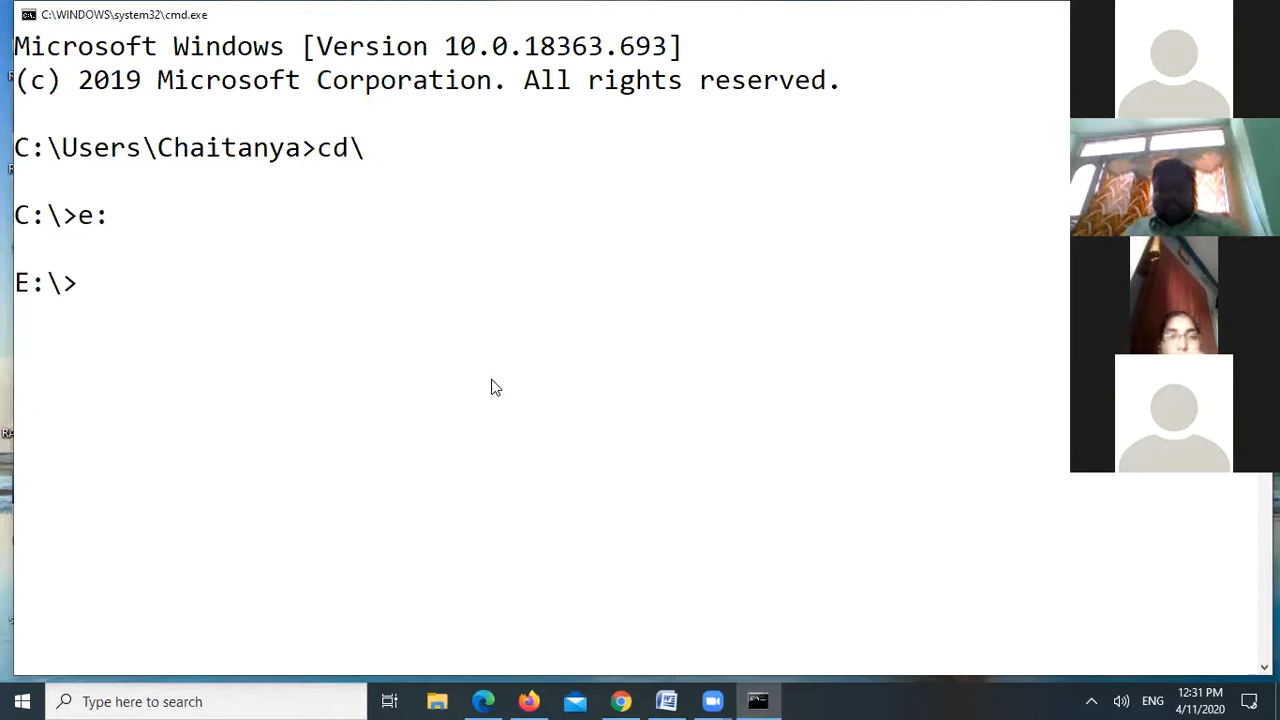 C:\WINDOWS\system32\cmd.exe
Microsoft Windows [Version 10.0.18363.693]
(c) 2019 Microsoft Corporation. All rights reserved.
C:\Users\Chaitanya>cd\
C:\>e:
E:\>
Type here to search
ENG
12:31 PM
4/11/2020